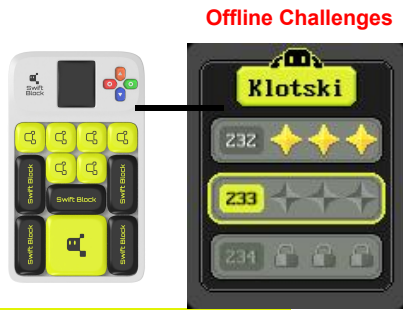 Offline Challenges
Swift
Block
Klotski
232
233
234
Swift Block
Swift Block
Swift Block
Swift Block
Swift Block